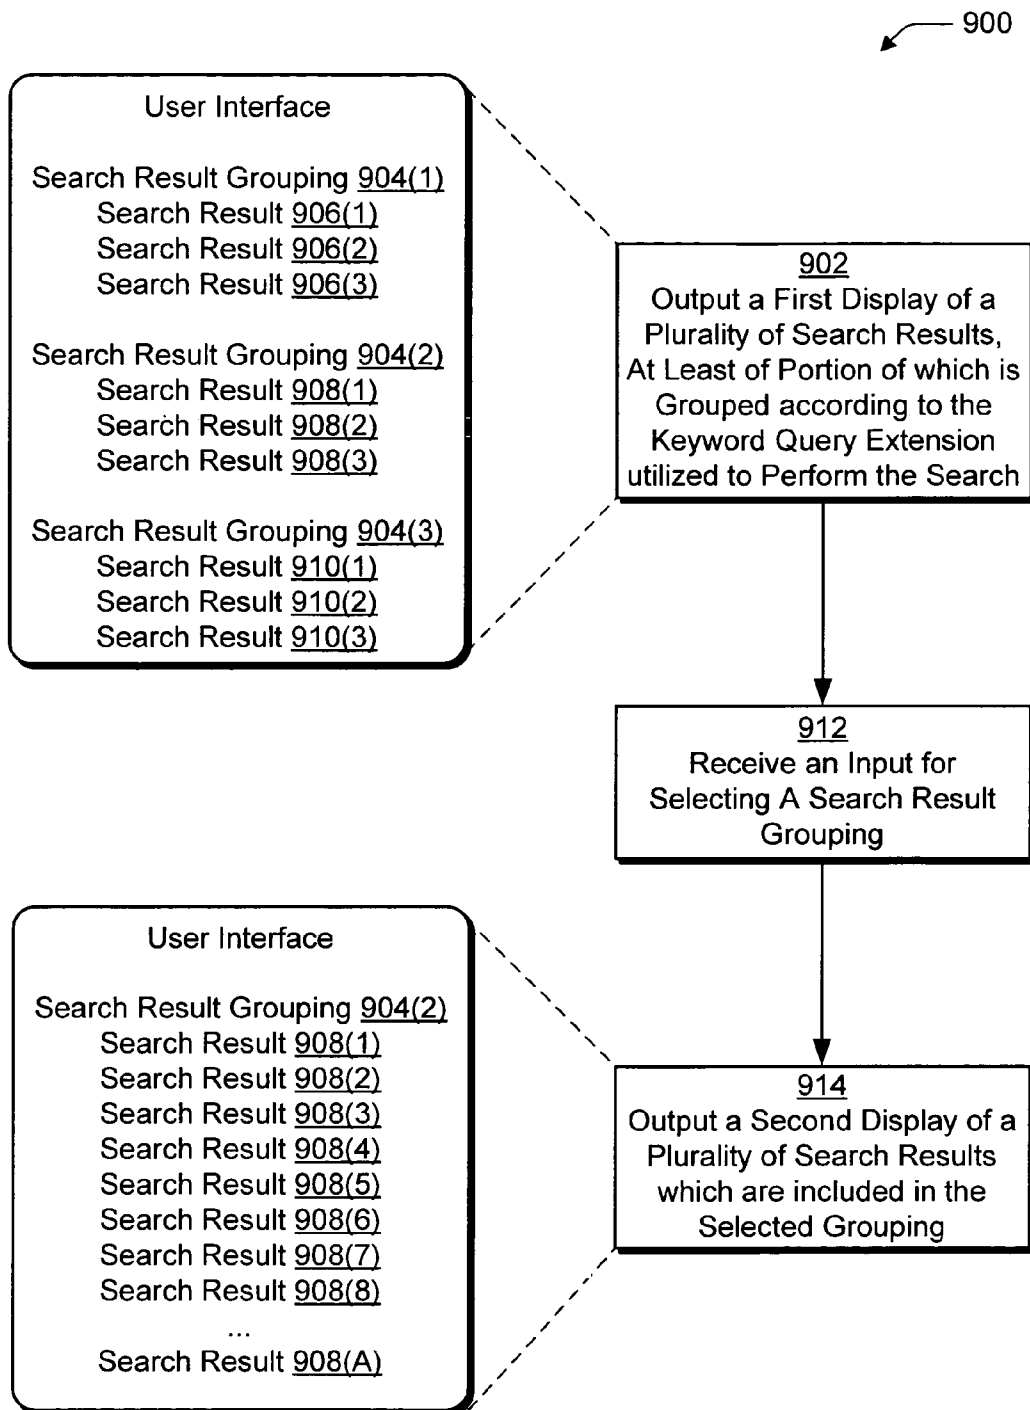 900
User Interface
Search Result Grouping 904(1)
Search Result 906(1)
Search Result 906(2)
Search Result 906(3)
Search Result Grouping 904(2)
Search Result 908(1)
Search Result 908(2)
Search Result 908(3)
Search Result Grouping 904(3)
Search Result 910(1)
Search Result 910(2)
Search Result 910(3)
902
Output a First Display of a
Plurality of Search Results,
At Least of Portion of which is
Grouped according to the
Keyword Query Extension
utilized to Perform the Search
912
Receive an Input for
Selecting A Search Result
Grouping
User Interface
Search Result Grouping 904(2)
Search Result 908(1)
Search Result 908(2)
Search Result 908(3)
Search Result 908(4)
Search Result 908(5)
Search Result 908(6)
Search Result 908(7)
Search Result 908(8)
...
Search Result 908(A)
914
Output a Second Display of a
Plurality of Search Results
which are included in the
Selected Grouping